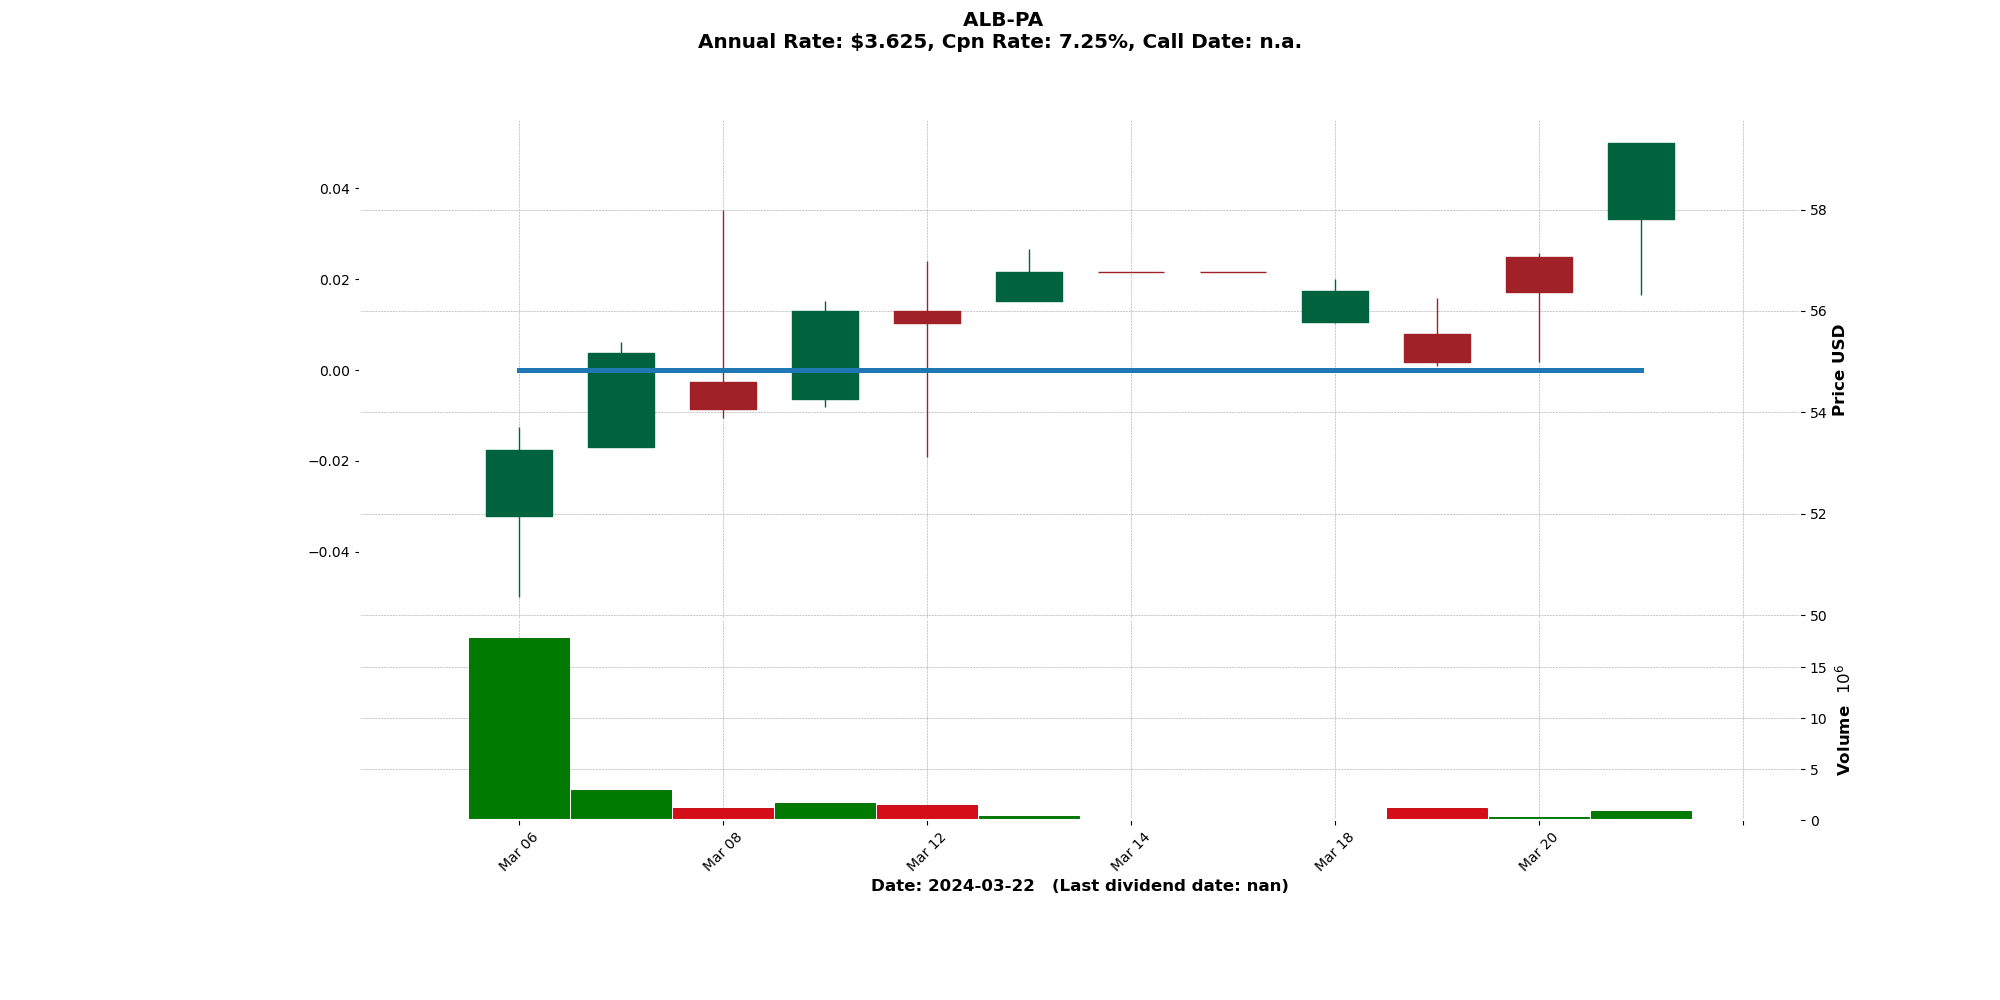 ALB-PA
Annual Rate: $3.625, Cpn Rate: 7.25%, Call Date: n.a.
0.04
0.02
0.00
−0.02
−0.04
58
56
54
52
50
Price USD
15
10
5
0
Volume 10^6
Mar 06
Mar 08
Mar 12
Mar 14
Mar 18
Mar 20
Date: 2024-03-22 (Last dividend date: nan)